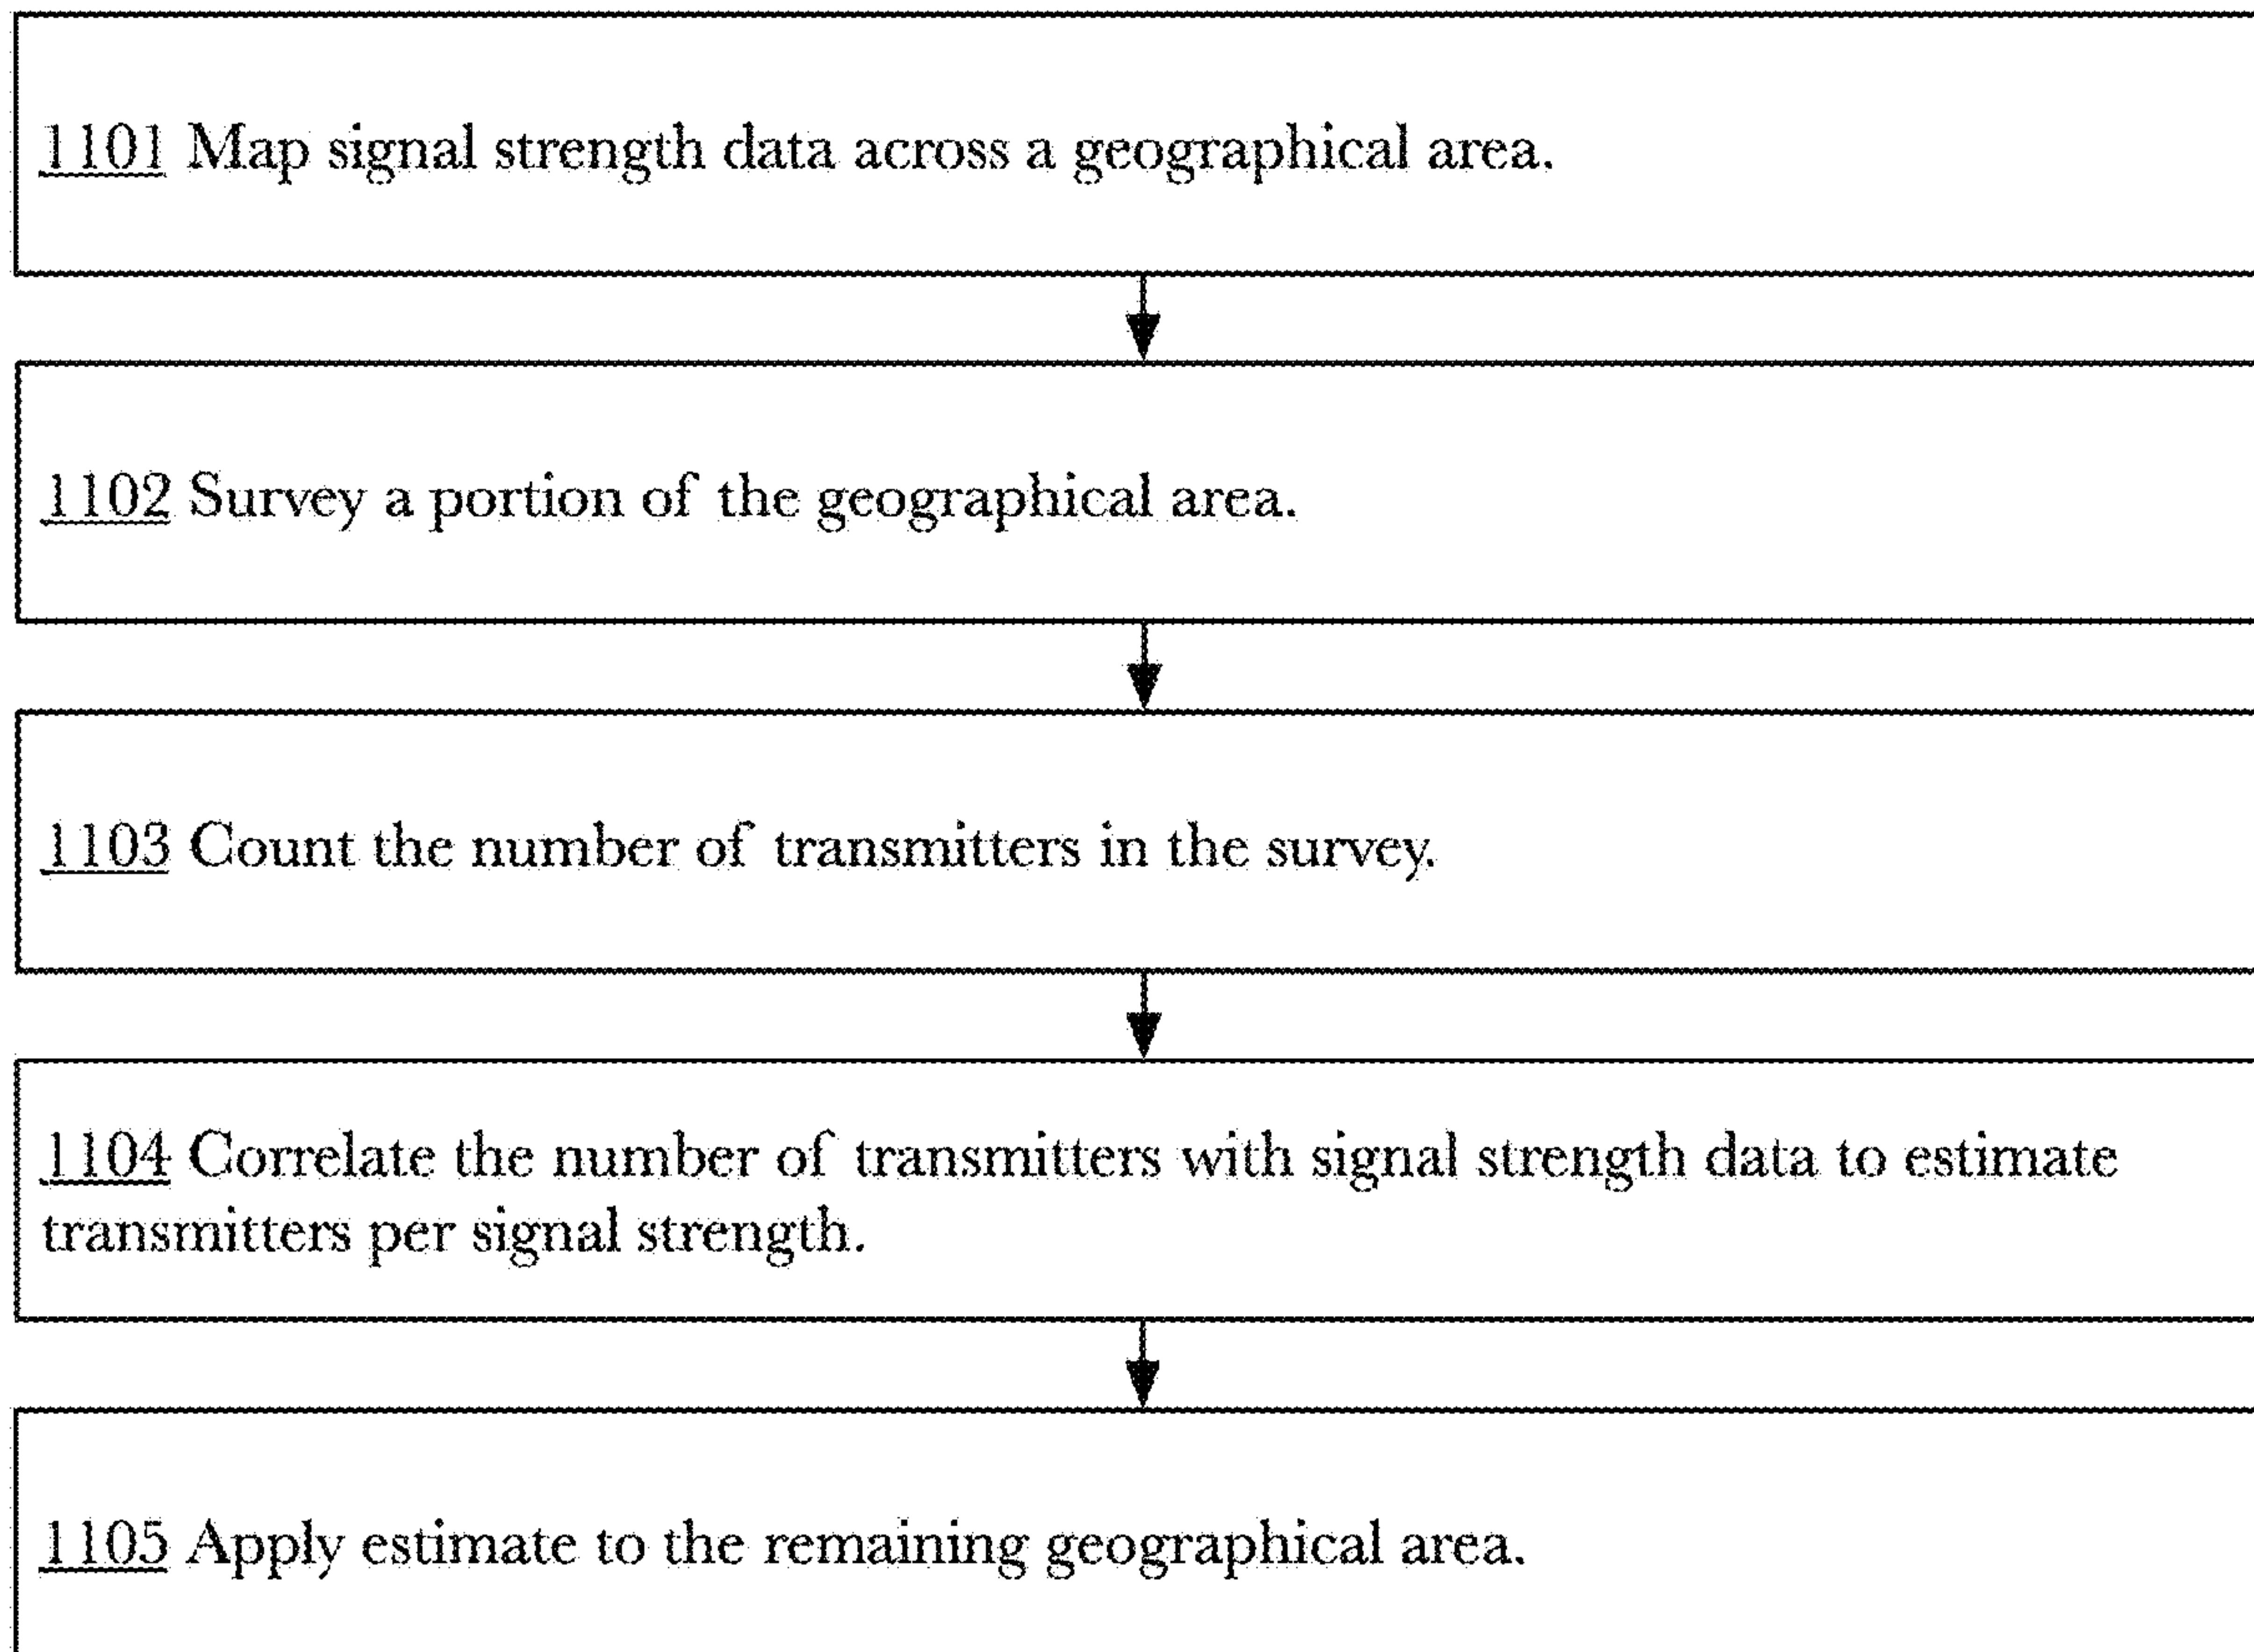 1101 Map signal strength data across a geographical area.
1102 Survey a portion of the geographical area.
1103 Count the number of transmitters in the survey.
1104 Correlate the number of transmitters with signal strength data to estimate
transmitters per signal strength.
1105 Apply estimate to the remaining geographical area.